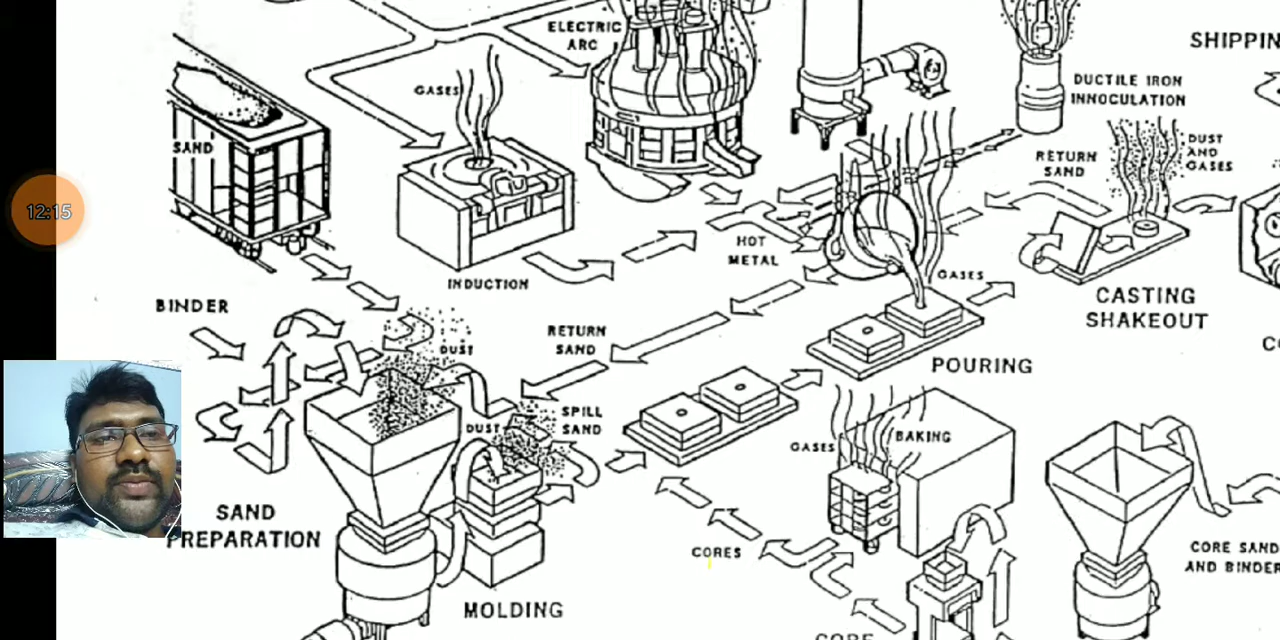 ELECTRIC
ARC
SHIPPIN
GASES
DUCTILE IRON
INNOCULATION
SAND
DUST
AND
GASES
RETURN
SAND
12:15
HOT
METAL
GASES
INDUCTION
CASTING
SHAKEOUT
BINDER
RETURN
SAND
DUST
POURING
SPILL
SAND
DUST
GASES
BAKING
SAND
PREPARATION
CORES
CORE SAND
AND BINDER
MOLDING
CORE